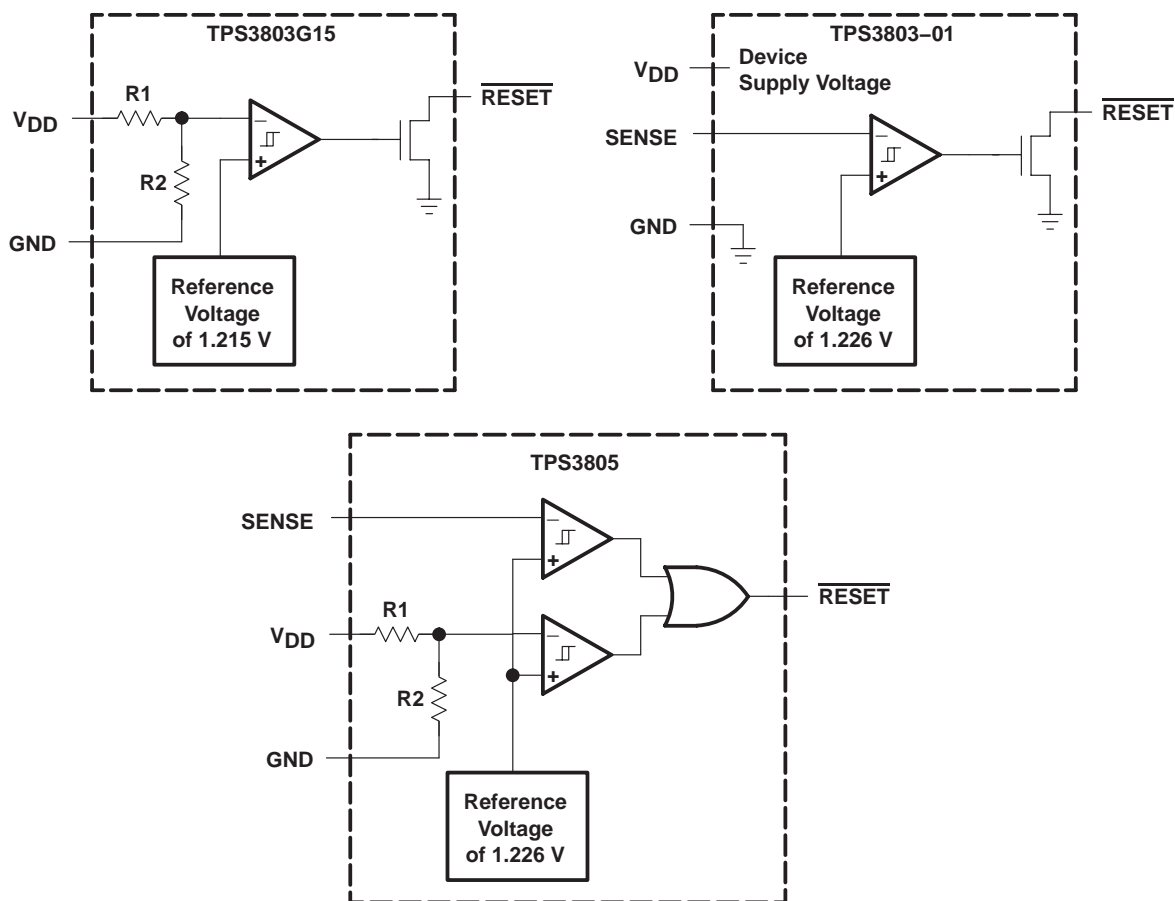 TPS3803G15
RESET
R1
VDD
−
+
R2
GND
Reference
Voltage
of 1.215 V
TPS3803−01
VDD
Device
Supply Voltage
RESET
SENSE
−
+
GND
Reference
Voltage
of 1.226 V
TPS3805
SENSE
−
+
RESET
R1
VDD
−
+
R2
GND
Reference
Voltage
of 1.226 V